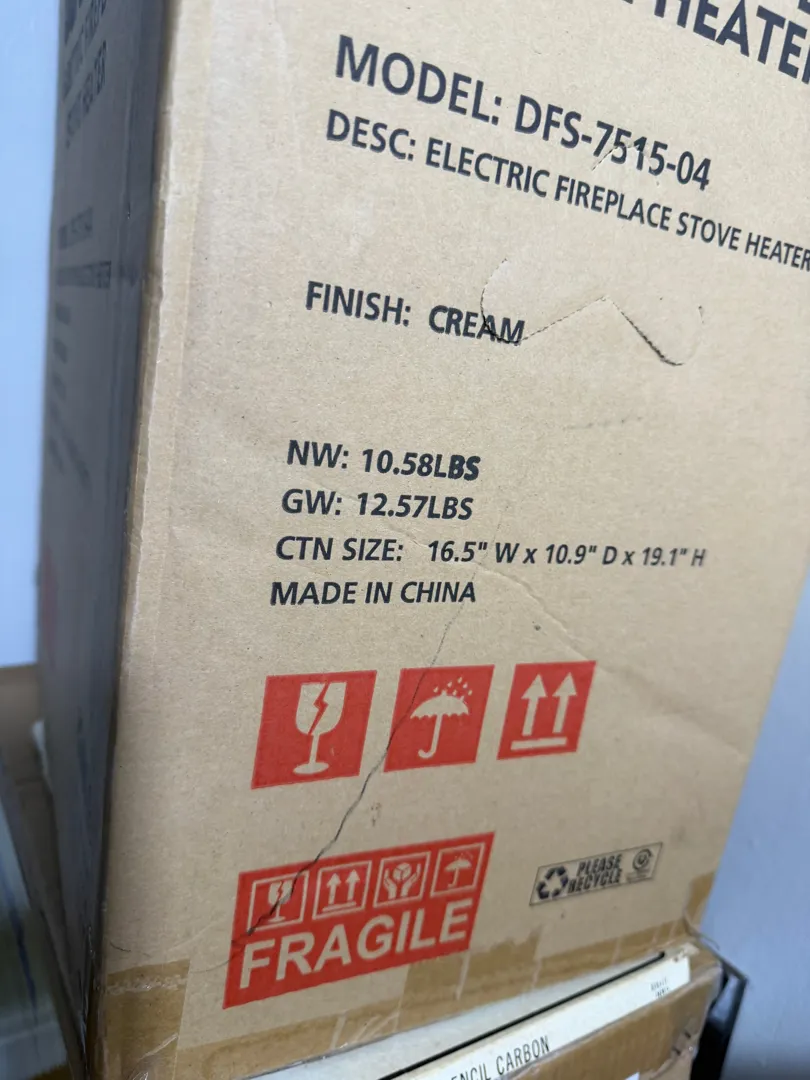 HEATER
MODEL: DFS-7515-04
DESC: ELECTRIC FIREPLACE STOVE HEATER
FINISH: CREAM
NW: 10.58LBS
GW: 12.57LBS
CTN SIZE: 16.5" W x 10.9" D x 19.1" H
MADE IN CHINA
PLEASE
RECYCLE
FRAGILE
CARBON